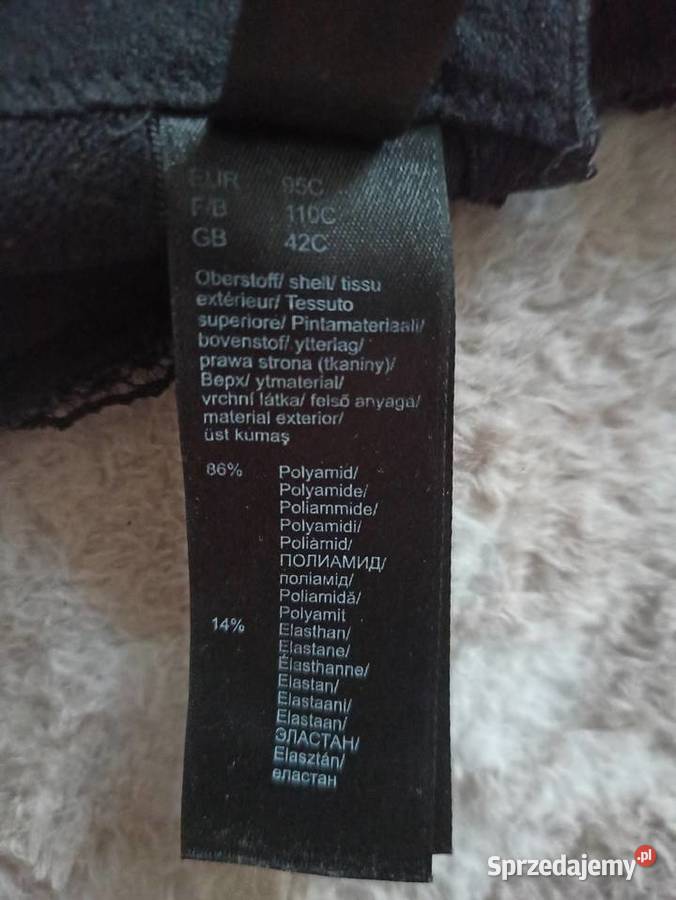 EUR 95C
F/B 110C
GB 42C
Oberstoff/ shell/ tissu
extérieur/ Tessuto
superiore/ Pintamateriaali/
bovenstof/ ytterlag/
prawa strona (tkaniny)/
Bepx/ ytmaterial/
vrchní látka/ felső anyaga/
material exterior/
üst kumaş
86% Polyamid/
Polyamide/
Poliammide/
Polyamidi/
Poliamid/
ПОЛИАМИД/
поліамід/
Poliamidă/
Polyamit
14% Elasthan/
Elastane/
Élasthanne/
Elastan/
Elastaani/
Elastaan/
ЭЛАСТАН/
Elasztán/
еластан
Sprzedajemy.pl